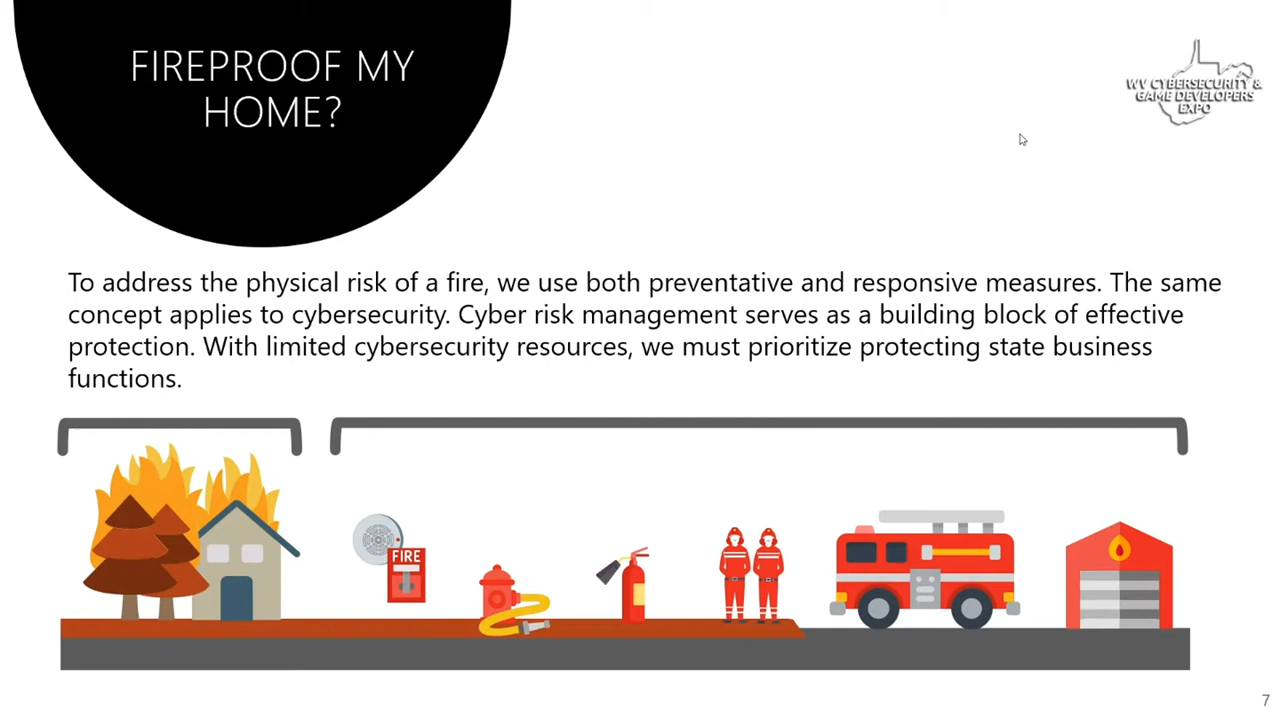 FIREPROOF MY
HOME?
WV CYBERSECURITY &
GAME DEVELOPERS
EXPO
To address the physical risk of a fire, we use both preventative and responsive measures. The same
concept applies to cybersecurity. Cyber risk management serves as a building block of effective
protection. With limited cybersecurity resources, we must prioritize protecting state business
functions.
FIRE
7